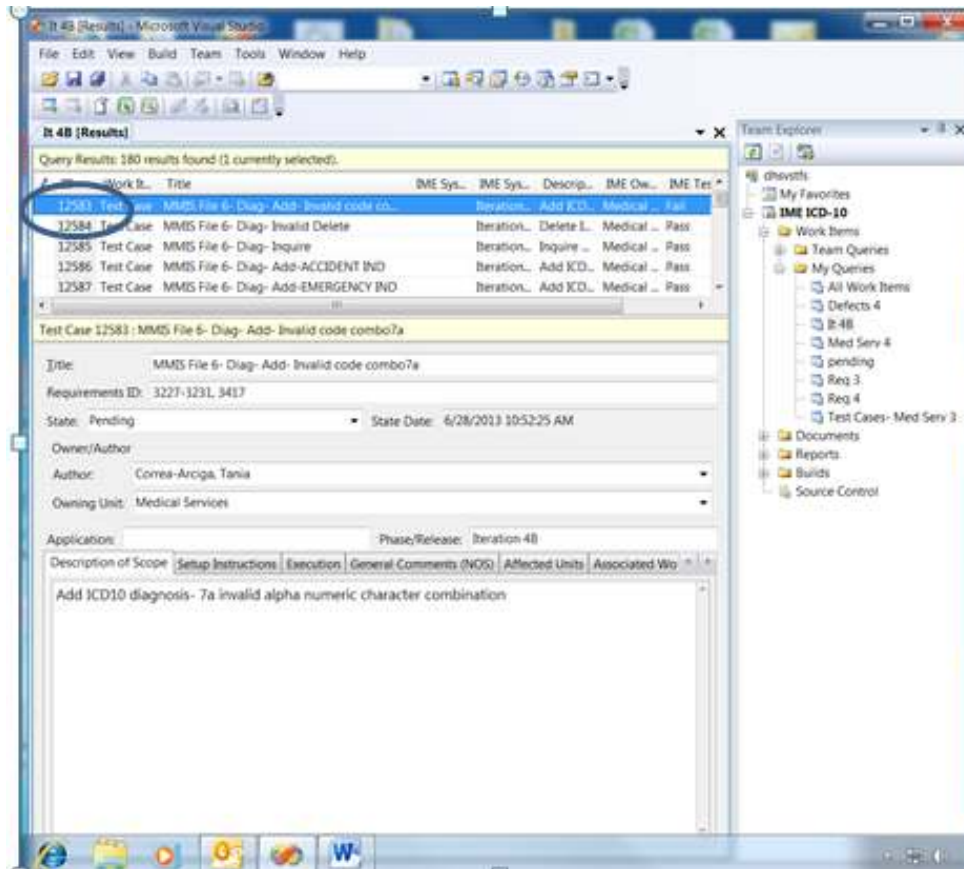 It 4B [Results] - Microsoft Visual Studio
File Edit View Build Team Tools Window Help
It 4B [Results]
Query Results: 180 results found (1 currently selected).
Work It... Title IME Sys... IME Sys... Descrip... IME Ow... IME Tes
12583 Test Case MMIS File 6- Diag- Add- Invalid code co... Iteration... Add ICD... Medical ... Fail
12584 Test Case MMIS File 6- Diag- Invalid Delete Iteration... Delete I... Medical ... Pass
12585 Test Case MMIS File 6- Diag- Inquire Iteration... Inquire ... Medical ... Pass
12586 Test Case MMIS File 6- Diag- Add-ACCIDENT IND Iteration... Add ICD... Medical ... Pass
12587 Test Case MMIS File 6- Diag- Add-EMERGENCY IND Iteration... Add ICD... Medical ... Pass
Test Case 12583 : MMIS File 6- Diag- Add- Invalid code combo7a
Title: MMIS File 6- Diag- Add- Invalid code combo7a
Requirements ID: 3227-3231, 3417
State: Pending State Date: 6/28/2013 10:52:25 AM
Owner/Author
Author: Correa-Arciga, Tania
Owning Unit: Medical Services
Application: Phase/Release: Iteration 4B
Description of Scope Setup Instructions Execution General Comments (NOS) Affected Units Associated Wo
Add ICD10 diagnosis- 7a invalid alpha numeric character combination
Team Explorer
dhsvstfs
My Favorites
IME ICD-10
Work Items
Team Queries
My Queries
All Work Items
Defects 4
It 4B
Med Serv 4
pending
Req 3
Req 4
Test Cases- Med Serv 3
Documents
Reports
Builds
Source Control